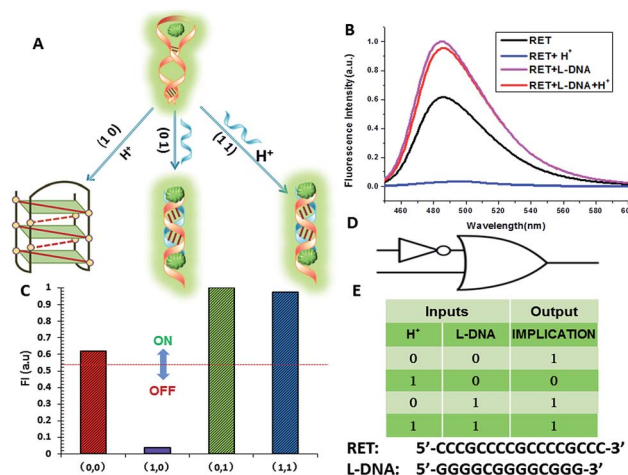 A
(1 0)
H⁺
(0 1)
(1 1)
H⁺
B
Fluorescence Intensity(a.u.)
1.0
0.8
0.6
0.4
0.2
0.0
RET
RET+ H⁺
RET+L-DNA
RET+L-DNA+H⁺
460 480 500 520 540 560 580 600
Wavelength(nm)
C
FI (a.u)
1
0.9
0.8
0.7
0.6
0.5
0.4
0.3
0.2
0.1
0
ON
OFF
(0,0) (1,0) (0,1) (1,1)
D
E
Inputs Output
H⁺ L-DNA IMPLICATION
0 0 1
1 0 0
0 1 1
1 1 1
RET: 5’-CCCGCCCCGCCCCGCCC-3’
L-DNA: 5’-GGGGCGGGGCGGG-3’